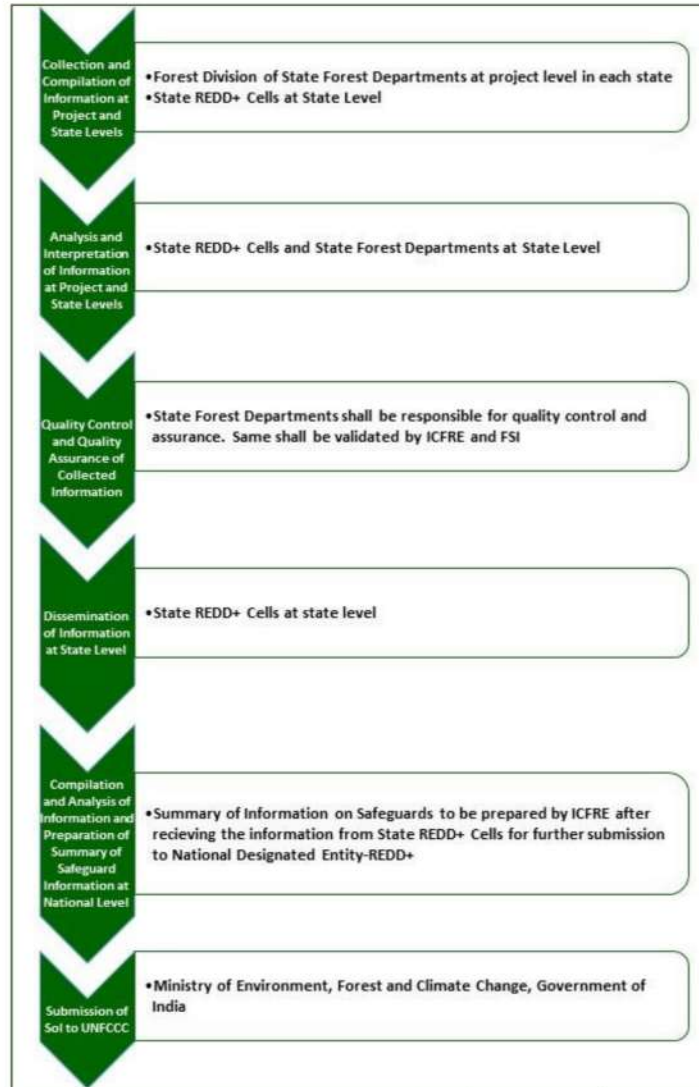 Collection and
Compilation of
Information at
Project and
State Levels
•Forest Division of State Forest Departments at project level in each state
•State REDD+ Cells at State Level
Analysis and
Interpretation
of Information
at Project and
State Levels
•State REDD+ Cells and State Forest Departments at State Level
Quality Control
and Quality
Assurance of
Collected
Information
•State Forest Departments shall be responsible for quality control and
assurance. Same shall be validated by ICFRE and FSI
Dissemination
of Information
at State Level
•State REDD+ Cells at state level
Compilation
and Analysis of
Information and
Preparation of
Summary of
Safeguard
Information at
National Level
•Summary of Information on Safeguards to be prepared by ICFRE after
recieving the information from State REDD+ Cells for further submission
to National Designated Entity-REDD+
Submission of
SoI to UNFCCC
•Ministry of Environment, Forest and Climate Change, Government of
India